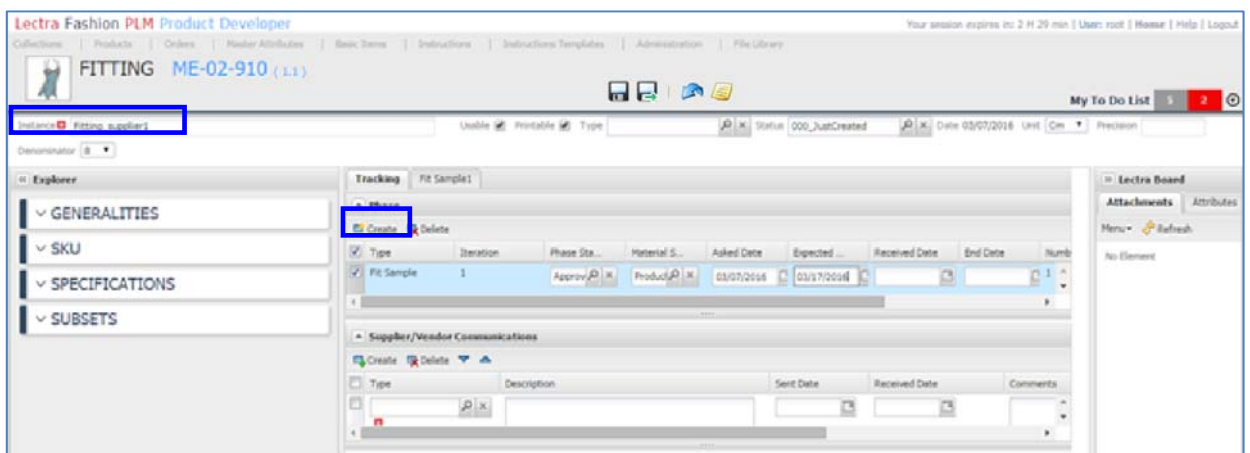 Lectra Fashion PLM Product Developer
Your session expires in: 2 H 29 min | User: root | Home | Help | Logout
Collections | Products | Orders | Master Attributes | Basic Items | Instructions | Instructions Templates | Administration | File Library
FITTING ME-02-910 (1.1)
My To Do List 5 2
Instance Fitting_supplier1 Usable Printable Type Status 000_JustCreated Date 03/07/2016 Unit Cm Precision
Denominator 8
Explorer
GENERALITIES
SKU
SPECIFICATIONS
SUBSETS
Tracking Fit Sample1
Phase
Create Delete
Type Iteration Phase Sta... Material S... Asked Date Expected ... Received Date End Date Numb
Fit Sample 1 Approv Product 03/07/2016 03/17/2016 1
Supplier/Vendor Communications
Create Delete
Type Description Sent Date Received Date Comments
Lectra Board
Attachments Attributes
Menu Refresh
No Element